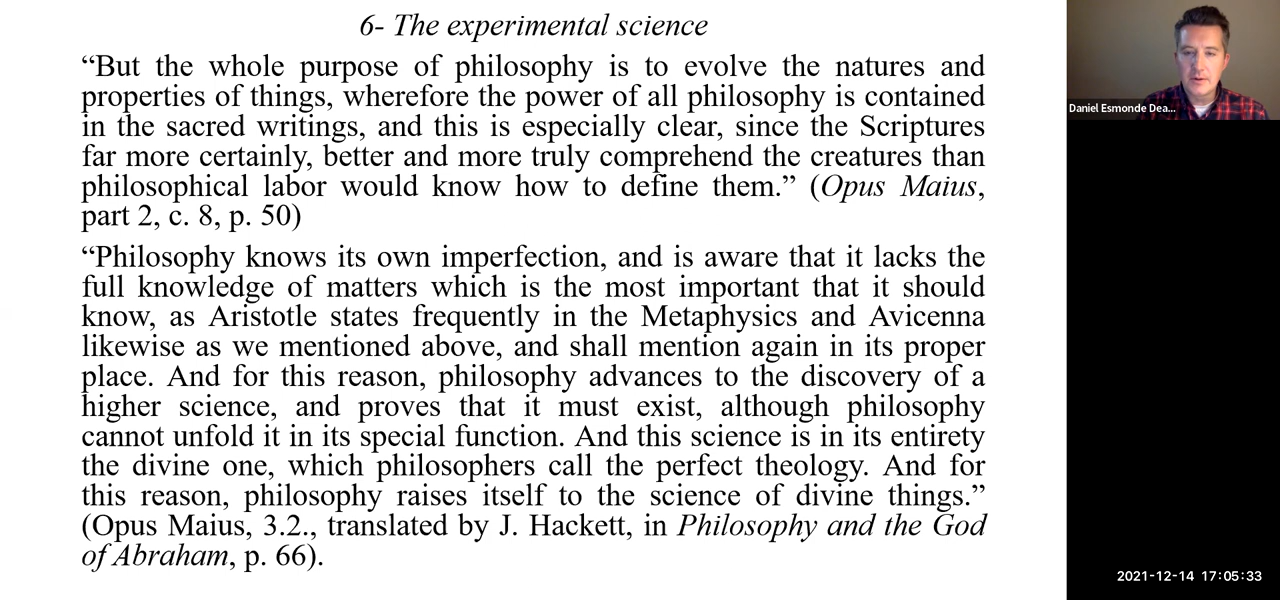 6- The experimental science
“But the whole purpose of philosophy is to evolve the natures and
properties of things, wherefore the power of all philosophy is contained
in the sacred writings, and this is especially clear, since the Scriptures
far more certainly, better and more truly comprehend the creatures than
philosophical labor would know how to define them.” (Opus Maius,
part 2, c. 8, p. 50)
“Philosophy knows its own imperfection, and is aware that it lacks the
full knowledge of matters which is the most important that it should
know, as Aristotle states frequently in the Metaphysics and Avicenna
likewise as we mentioned above, and shall mention again in its proper
place. And for this reason, philosophy advances to the discovery of a
higher science, and proves that it must exist, although philosophy
cannot unfold it in its special function. And this science is in its entirety
the divine one, which philosophers call the perfect theology. And for
this reason, philosophy raises itself to the science of divine things.”
(Opus Maius, 3.2., translated by J. Hackett, in Philosophy and the God
of Abraham, p. 66).
Daniel Esmonde Dea...
2021-12-14 17:05:33